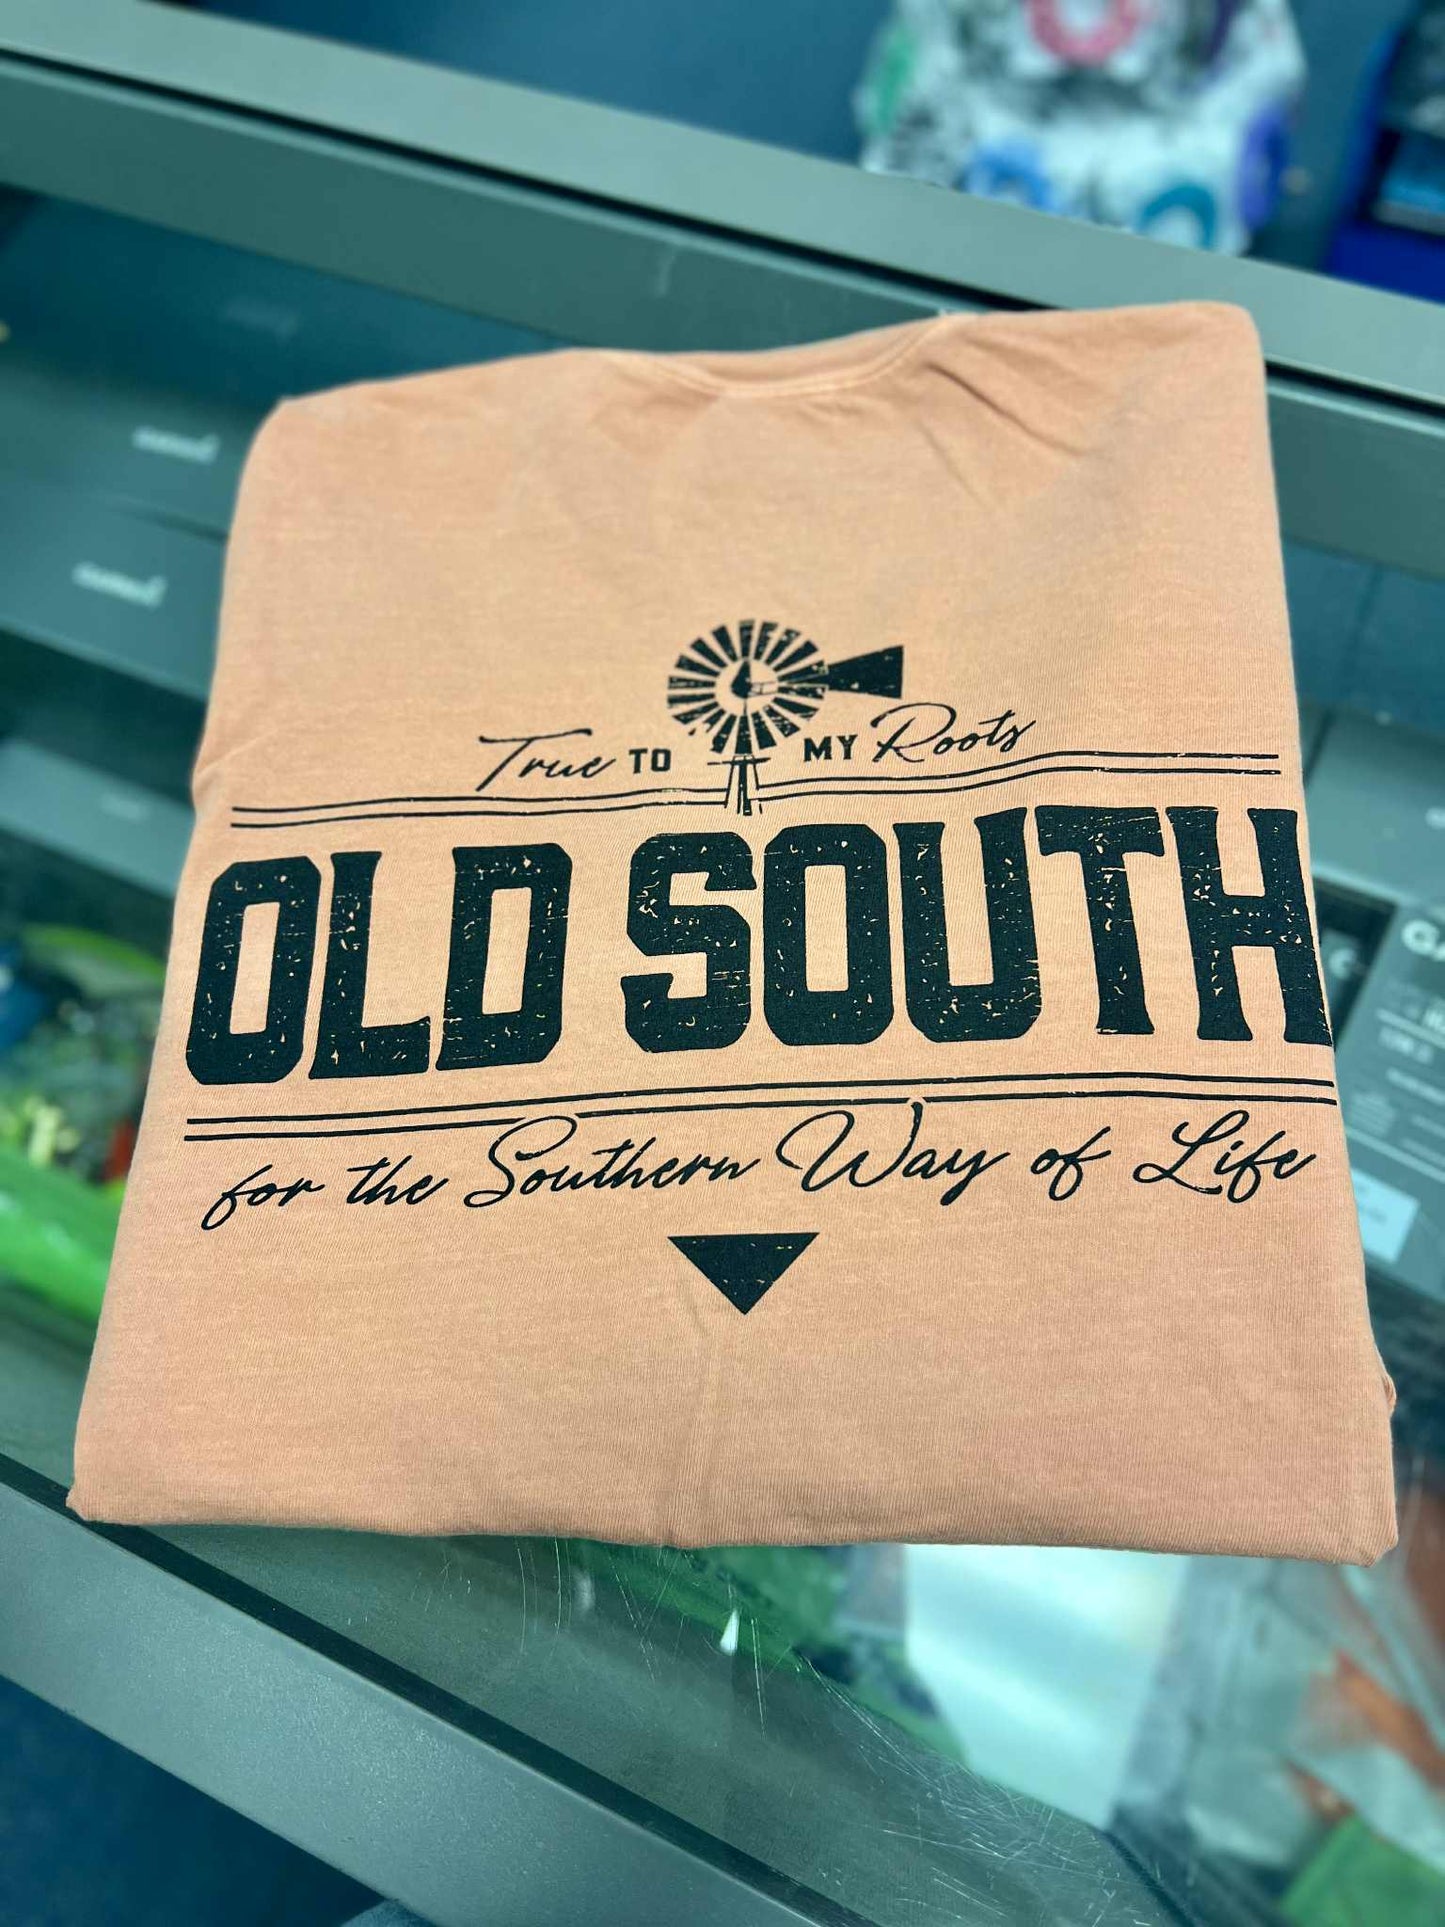 True TO MY Roots
OLD SOUTH
for the Southern Way of Life